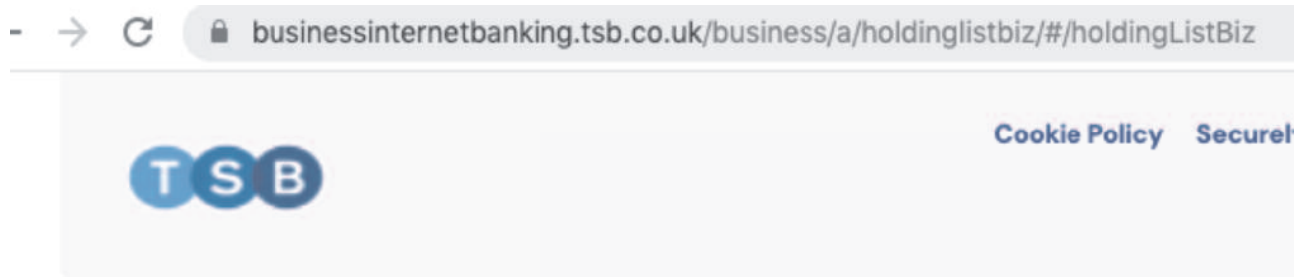 businessinternetbanking.tsb.co.uk/business/a/holdinglistbiz/#/holdingListBiz
Cookie Policy
TSB